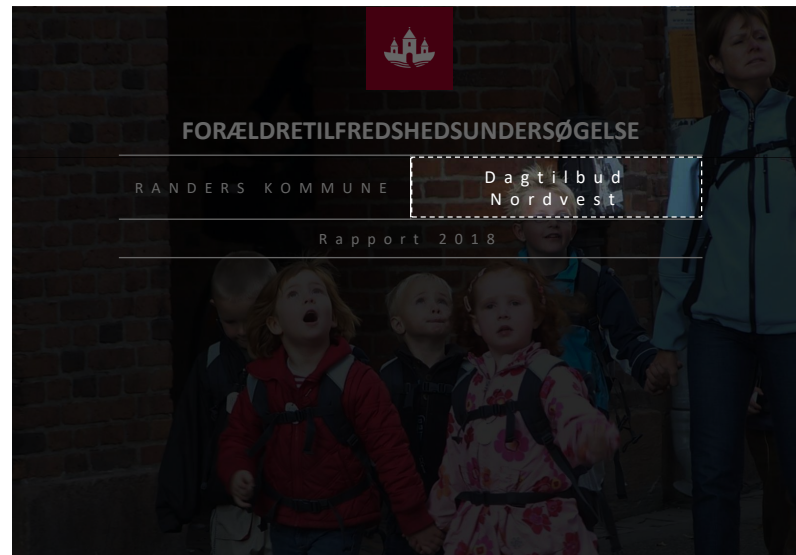 FORÆLDRETILFREDSHEDSUNDERSØGELSE
RANDERS KOMMUNE
Dagtilbud
Nordvest
Rapport 2018